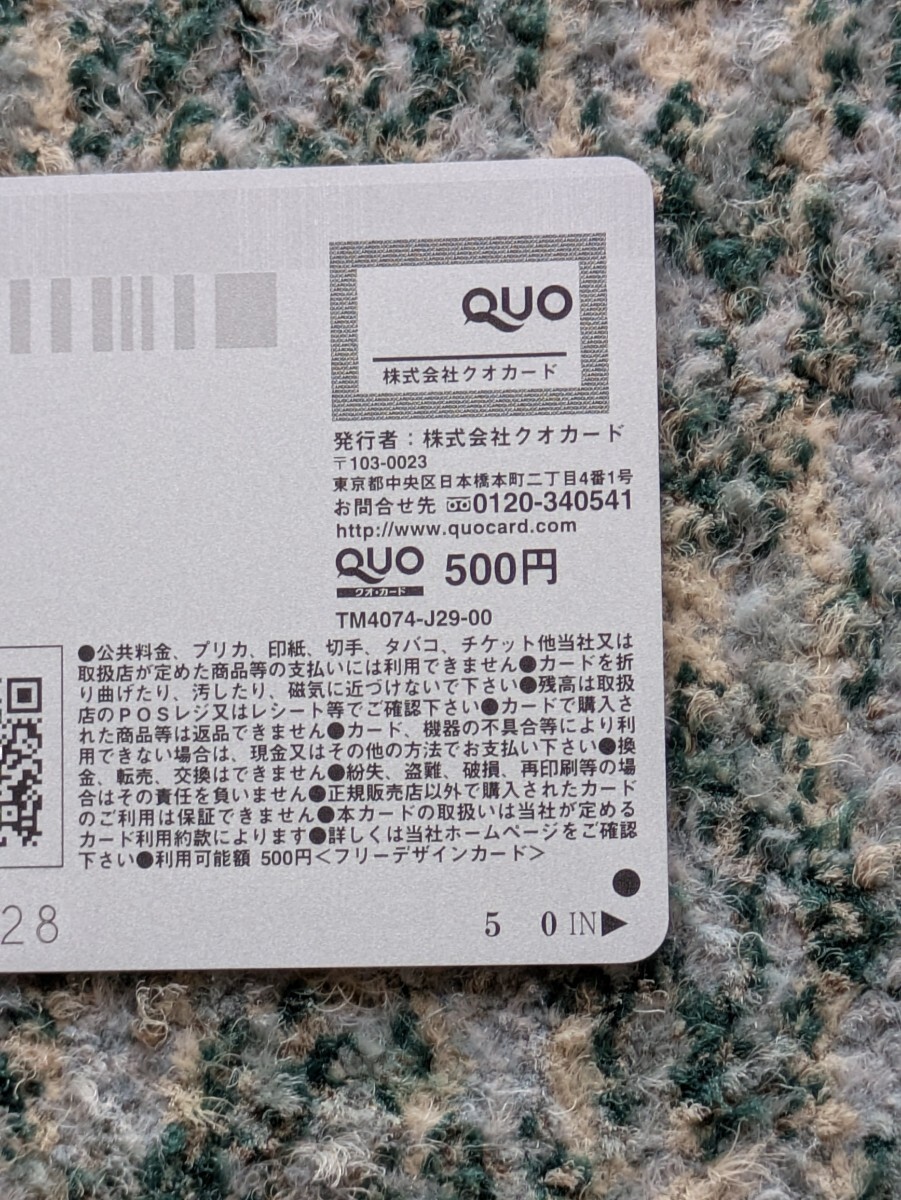 QUO
株式会社クオカード
発行者：株式会社クオカード
〒103-0023
東京都中央区日本橋本町二丁目4番1号
お問合せ先 0120-340541
http://www.quocard.com
QUO 500円
クオ・カード
TM4074-J29-00
●公共料金、プリカ、印紙、切手、タバコ、チケット他当社又は
取扱店が定めた商品等の支払いには利用できません●カードを折
り曲げたり、汚したり、磁気に近づけないで下さい●残高は取扱
店のPOSレジ又はレシート等でご確認下さい●カードで購入さ
れた商品等は返品できません●カード、機器の不具合等により利
用できない場合は、現金又はその他の方法でお支払い下さい●換
金、転売、交換はできません●紛失、盗難、破損、再印刷等の場
合はその責任を負いません●正規販売店以外で購入されたカード
のご利用は保証できません●本カードの取扱いは当社が定める
カード利用約款によります●詳しくは当社ホームページをご確認
下さい●利用可能額 500円＜フリーデザインカード＞
28
5 0 IN▶